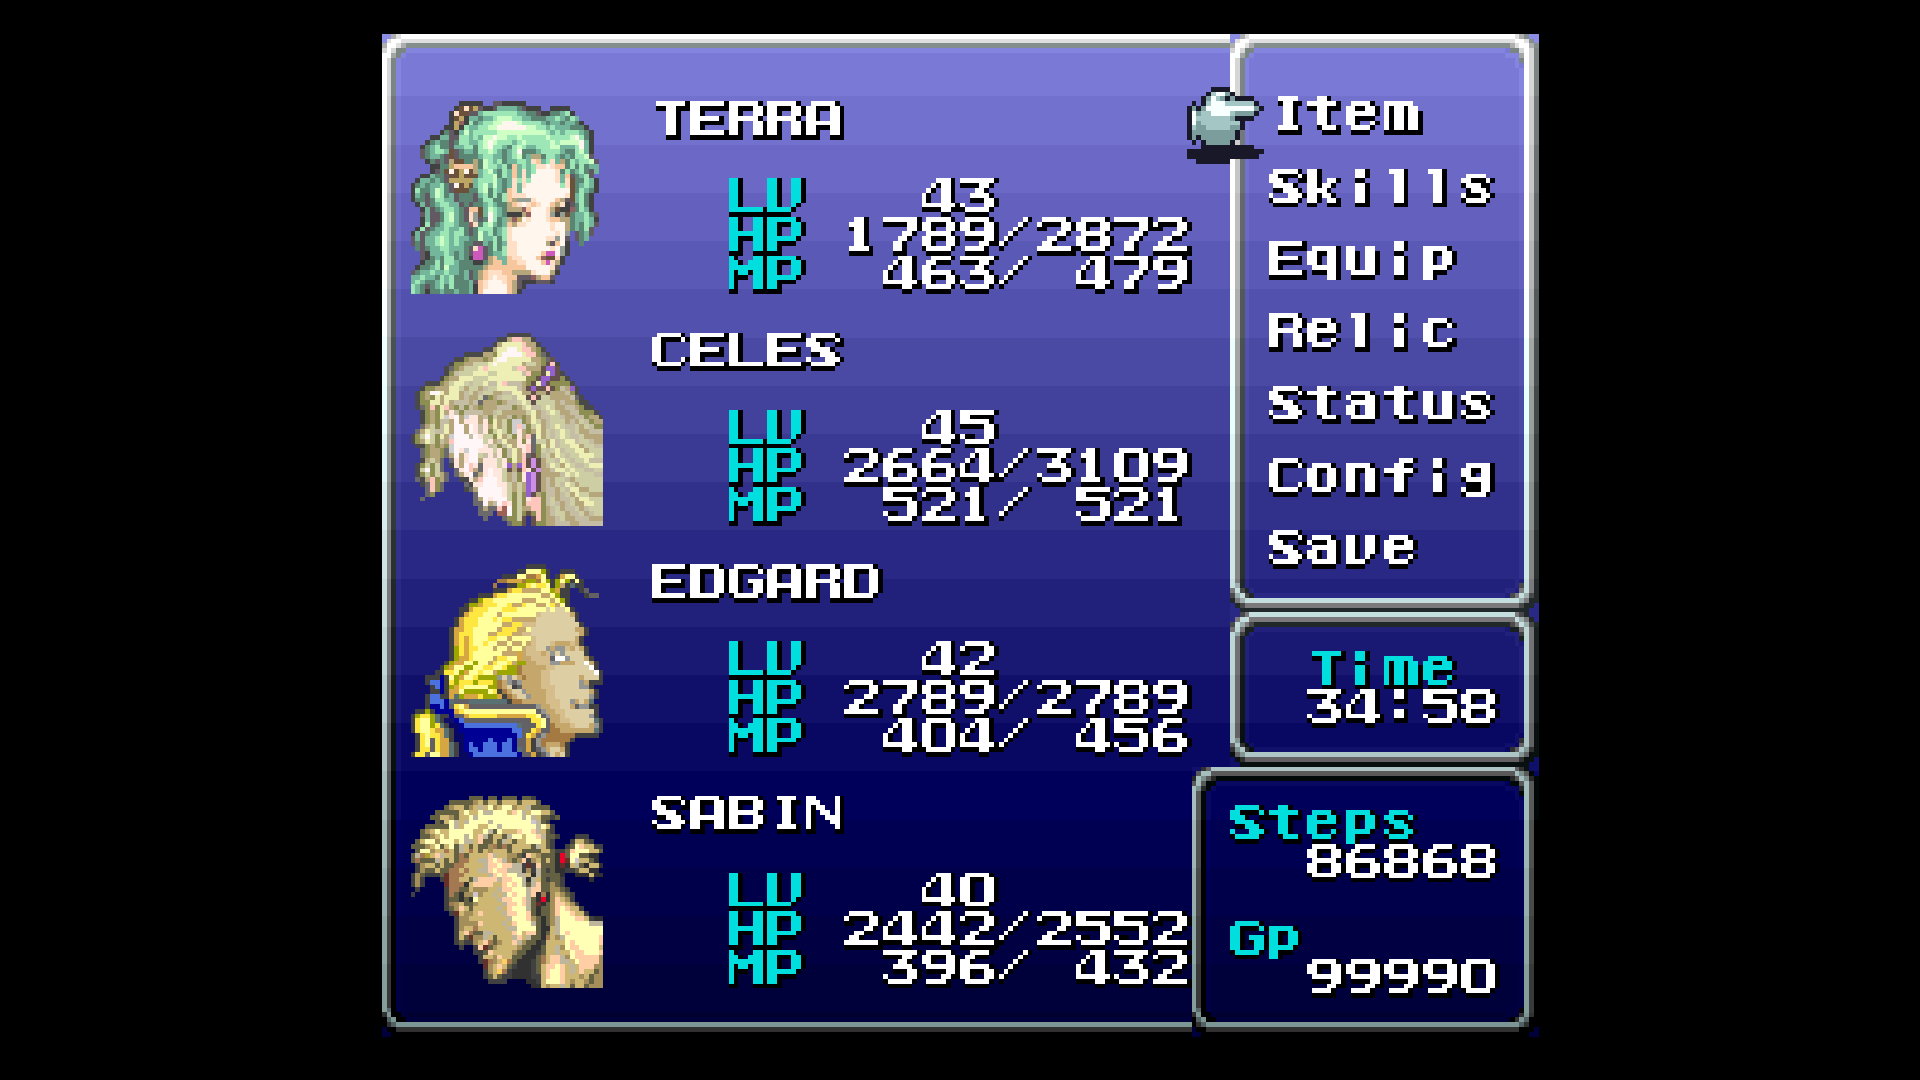 TERRA
LV 43
HP 1789/2872
MP 463/ 479
CELES
LV 45
HP 2664/3109
MP 521/ 521
EDGARD
LV 42
HP 2789/2789
MP 404/ 456
SABIN
LV 40
HP 2442/2552
MP 396/ 432
Item
Skills
Equip
Relic
Status
Config
Save
Time
34:58
Steps
86868
Gp
99990